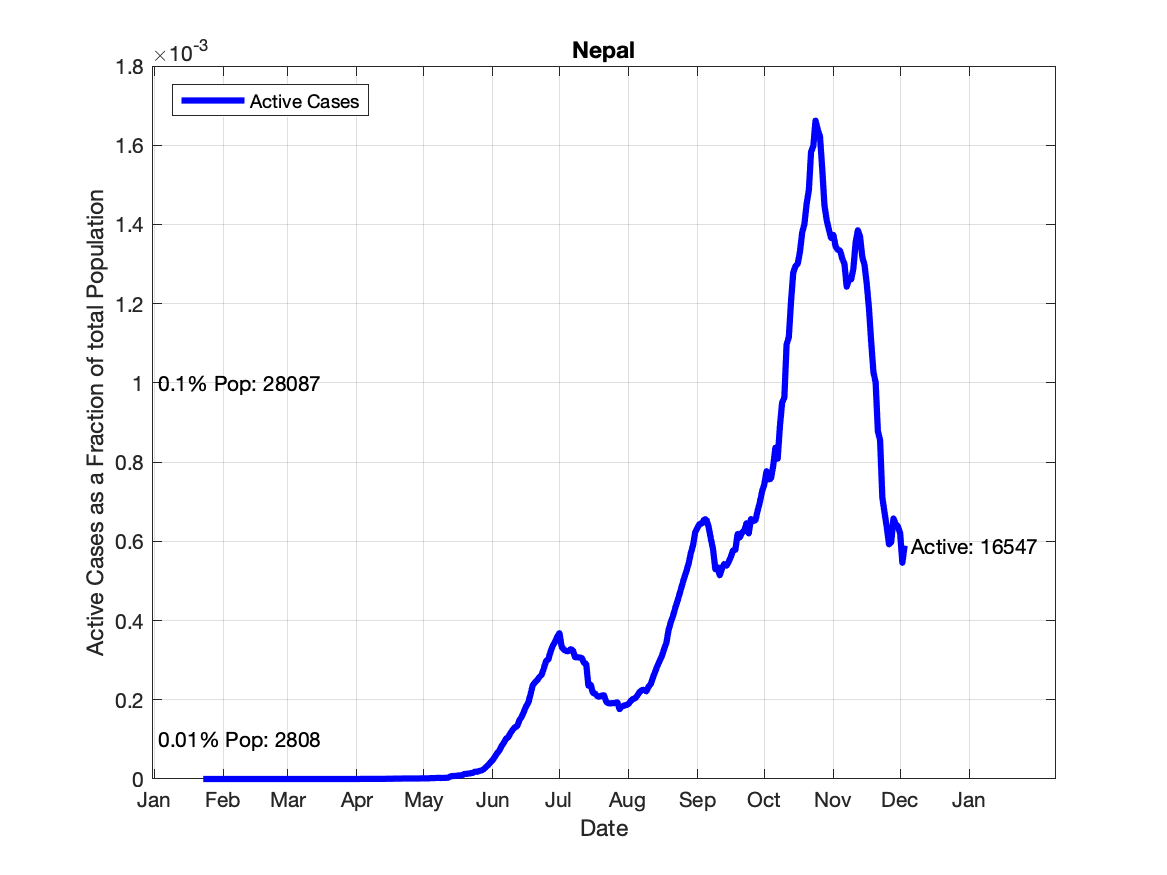 ×10-3
Nepal
1.8
Active Cases
1.6
1.4
1.2
1
0.1% Pop: 28087
0.8
0.6
Active: 16547
0.4
0.2
0.01% Pop: 2808
0
Jan Feb Mar Apr May Jun Jul Aug Sep Oct Nov Dec Jan
Date
Active Cases as a Fraction of total Population